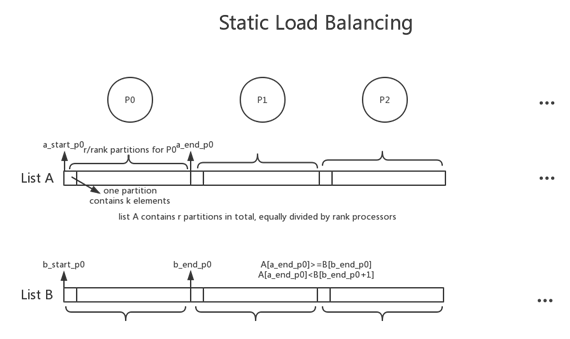 Static Load Balancing
P0
P1
P2
...
a_start_p0
r/rank partitions for P0
a_end_p0
List A
...
one partition
contains k elements
list A contains r partitions in total, equally divided by rank processors
b_start_p0
b_end_p0
A[a_end_p0]>=B[b_end_p0]
A[a_end_p0]<B[b_end_p0+1]
List B
...